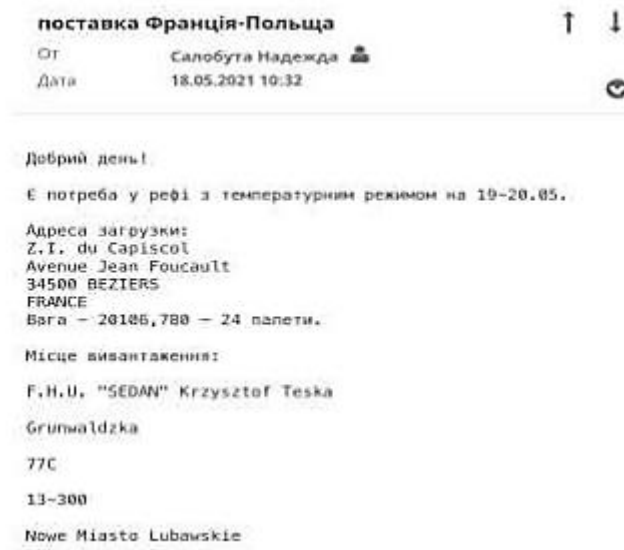 поставка Франція-Польща
От Салобута Надежда
Дата 18.05.2021 10:32
Добрий день!
Є потреба у рефі з температурним режимом на 19-20.05.
Адреса загрузки:
Z.I. du Capiscol
Avenue Jean Foucault
34500 BEZIERS
FRANCE
Вага - 20106,780 - 24 палети.
Місце вивантаження:
F.H.U. "SEDAN" Krzysztof Teska
Grunwaldzka
77C
13-300
Nowe Miasto Lubawskie